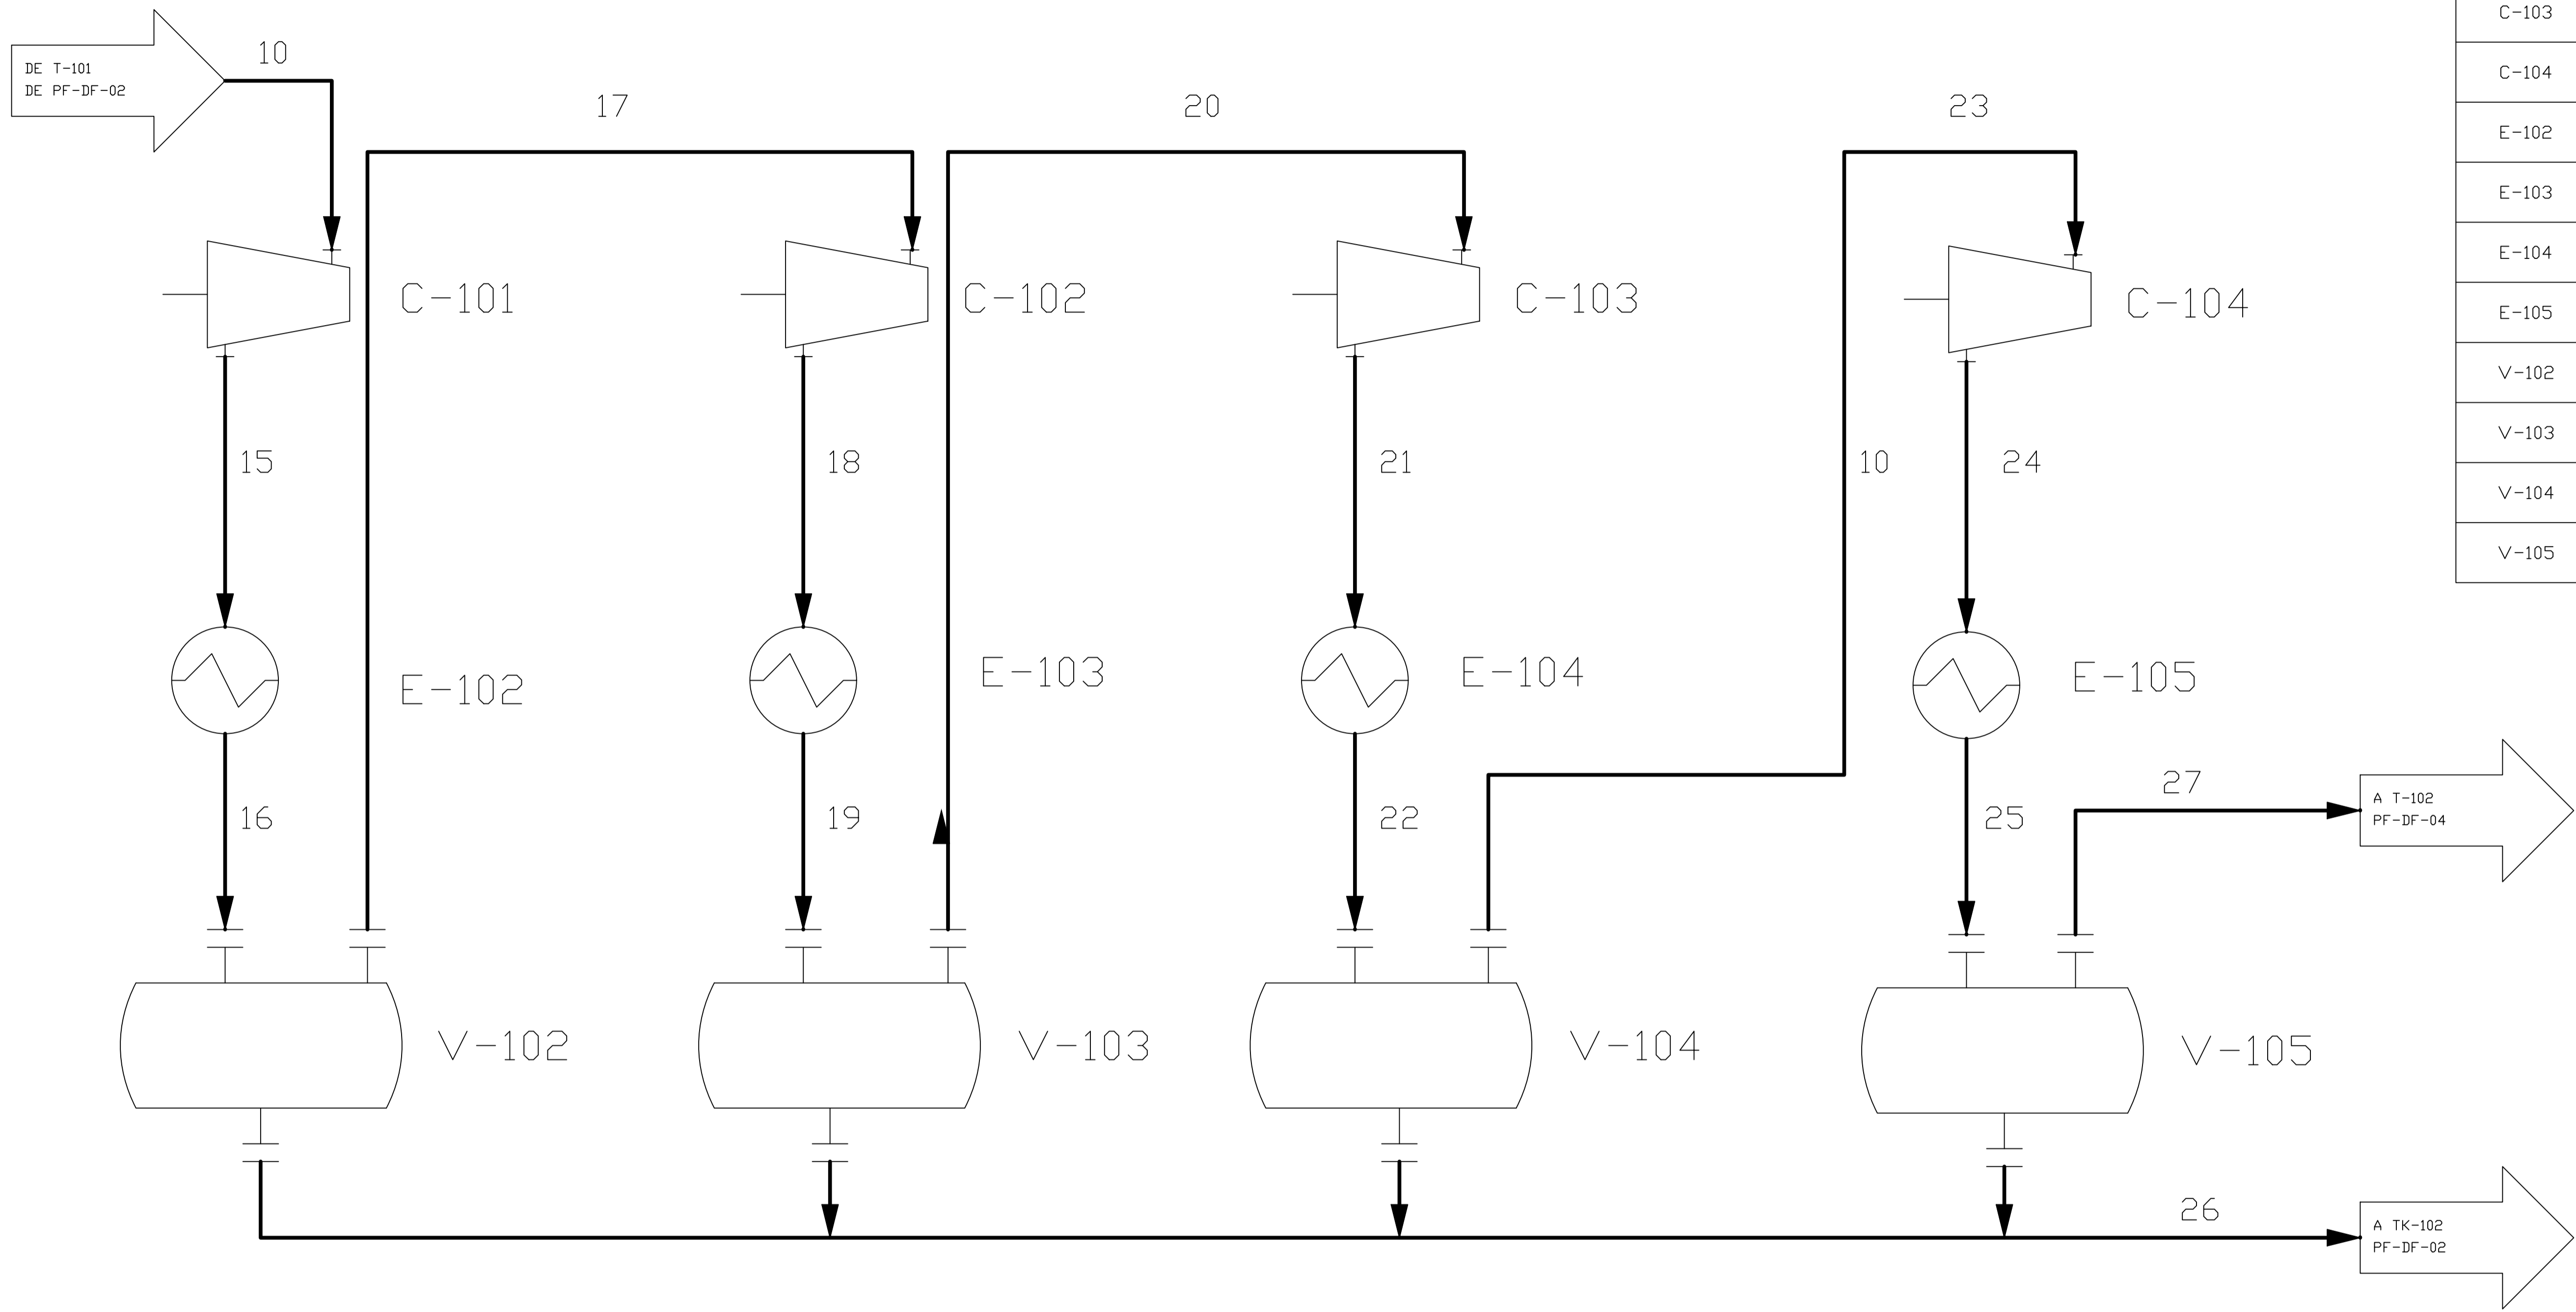 DE T-101
DE PF-DF-02
10
17
20
23
C-101
C-102
C-103
C-104
15
18
21
10
24
E-102
E-103
E-104
E-105
16
19
22
25
27
A T-102
PF-DF-04
V-102
V-103
V-104
V-105
26
A TK-102
PF-DF-02
C-103
C-104
E-102
E-103
E-104
E-105
V-102
V-103
V-104
V-105